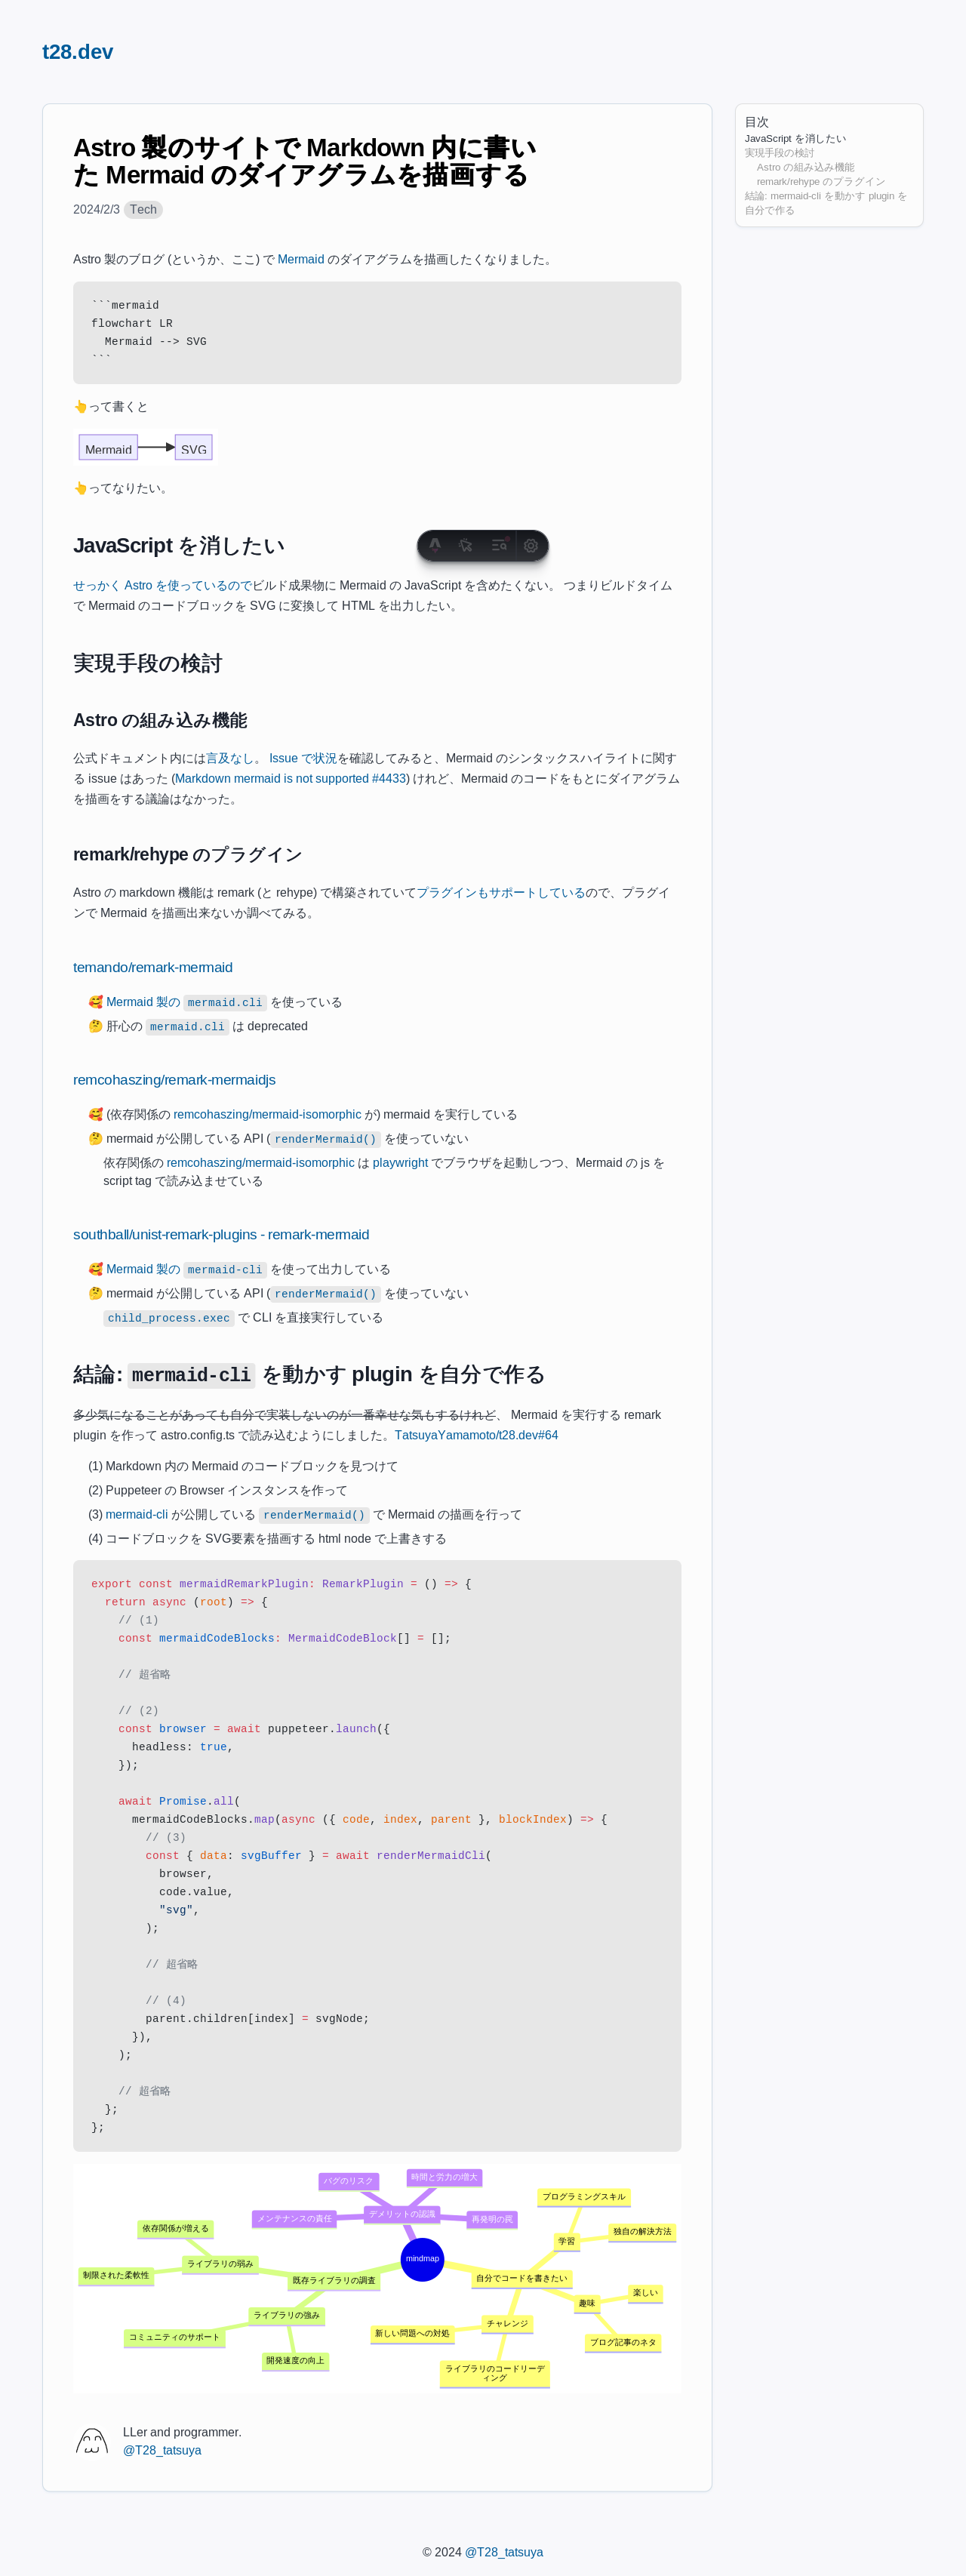 t28.dev
Astro 製のサイトで Markdown 内に書い
た Mermaid のダイアグラムを描画する
2024/2/3 Tech
Astro 製のブログ (というか、ここ) で Mermaid のダイアグラムを描画したくなりました。
```mermaid
flowchart LR
  Mermaid --> SVG
```
👆って書くと
Mermaid SVG
👆ってなりたい。
JavaScript を消したい
せっかく Astro を使っているのでビルド成果物に Mermaid の JavaScript を含めたくない。 つまりビルドタイム
で Mermaid のコードブロックを SVG に変換して HTML を出力したい。
実現手段の検討
Astro の組み込み機能
公式ドキュメント内には言及なし。 Issue で状況を確認してみると、Mermaid のシンタックスハイライトに関す
る issue はあった (Markdown mermaid is not supported #4433) けれど、Mermaid のコードをもとにダイアグラム
を描画をする議論はなかった。
remark/rehype のプラグイン
Astro の markdown 機能は remark (と rehype) で構築されていてプラグインもサポートしているので、プラグイ
ンで Mermaid を描画出来ないか調べてみる。
temando/remark-mermaid
🥰 Mermaid 製の mermaid.cli を使っている
🤔 肝心の mermaid.cli は deprecated
remcohaszing/remark-mermaidjs
🥰 (依存関係の remcohaszing/mermaid-isomorphic が) mermaid を実行している
🤔 mermaid が公開している API (renderMermaid() を使っていない
依存関係の remcohaszing/mermaid-isomorphic は playwright でブラウザを起動しつつ、Mermaid の js を
script tag で読み込ませている
southball/unist-remark-plugins - remark-mermaid
🥰 Mermaid 製の mermaid-cli を使って出力している
🤔 mermaid が公開している API (renderMermaid() を使っていない
child_process.exec で CLI を直接実行している
結論: mermaid-cli を動かす plugin を自分で作る
多少気になることがあっても自分で実装しないのが一番幸せな気もするけれど、 Mermaid を実行する remark
plugin を作って astro.config.ts で読み込むようにしました。TatsuyaYamamoto/t28.dev#64
(1) Markdown 内の Mermaid のコードブロックを見つけて
(2) Puppeteer の Browser インスタンスを作って
(3) mermaid-cli が公開している renderMermaid() で Mermaid の描画を行って
(4) コードブロックを SVG要素を描画する html node で上書きする
export const mermaidRemarkPlugin: RemarkPlugin = () => {
  return async (root) => {
    // (1)
    const mermaidCodeBlocks: MermaidCodeBlock[] = [];
    // 超省略
    // (2)
    const browser = await puppeteer.launch({
      headless: true,
    });
    await Promise.all(
      mermaidCodeBlocks.map(async ({ code, index, parent }, blockIndex) => {
        // (3)
        const { data: svgBuffer } = await renderMermaidCli(
          browser,
          code.value,
          "svg",
        );
        // 超省略
        // (4)
        parent.children[index] = svgNode;
      }),
    );
    // 超省略
  };
};
バグのリスク
時間と労力の増大
メンテナンスの責任
デメリットの認識
再発明の罠
プログラミングスキル
依存関係が増える
独自の解決方法
学習
mindmap
ライブラリの弱み
制限された柔軟性
既存ライブラリの調査
自分でコードを書きたい
楽しい
趣味
ライブラリの強み
チャレンジ
コミュニティのサポート
新しい問題への対処
ブログ記事のネタ
開発速度の向上
ライブラリのコードリーデ
ィング
LLer and programmer.
@T28_tatsuya
目次
JavaScript を消したい
実現手段の検討
Astro の組み込み機能
remark/rehype のプラグイン
結論: mermaid-cli を動かす plugin を
自分で作る
© 2024 @T28_tatsuya